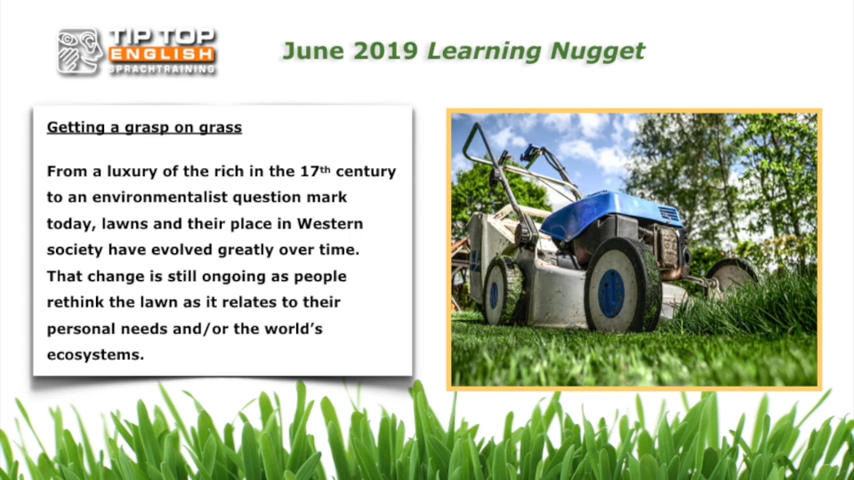 TIP TOP
ENGLISH
SPRACHTRAINING
June 2019 Learning Nugget
Getting a grasp on grass
From a luxury of the rich in the 17th century
to an environmentalist question mark
today, lawns and their place in Western
society have evolved greatly over time.
That change is still ongoing as people
rethink the lawn as it relates to their
personal needs and/or the world's
ecosystems.